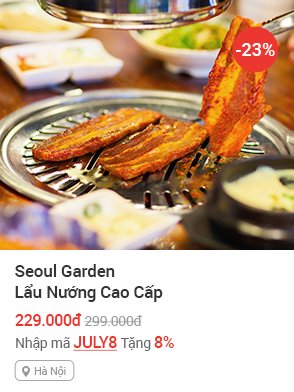 -23%
Seoul Garden
Lẩu Nướng Cao Cấp
229.000đ 299.000đ
Nhập mã JULY8 Tặng 8%
Hà Nội